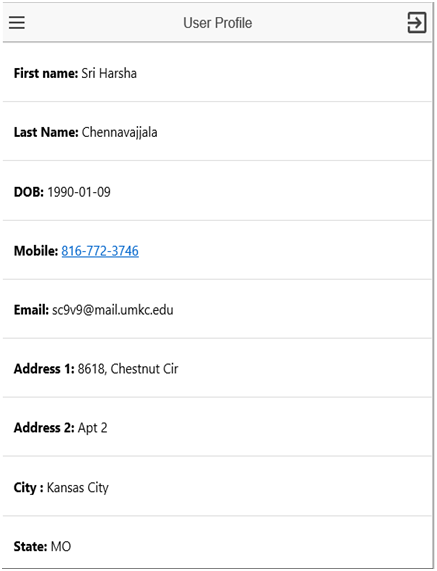 User Profile
First name: Sri Harsha
Last Name: Chennavajjala
DOB: 1990-01-09
Mobile: 816-772-3746
Email: sc9v9@mail.umkc.edu
Address 1: 8618, Chestnut Cir
Address 2: Apt 2
City : Kansas City
State: MO